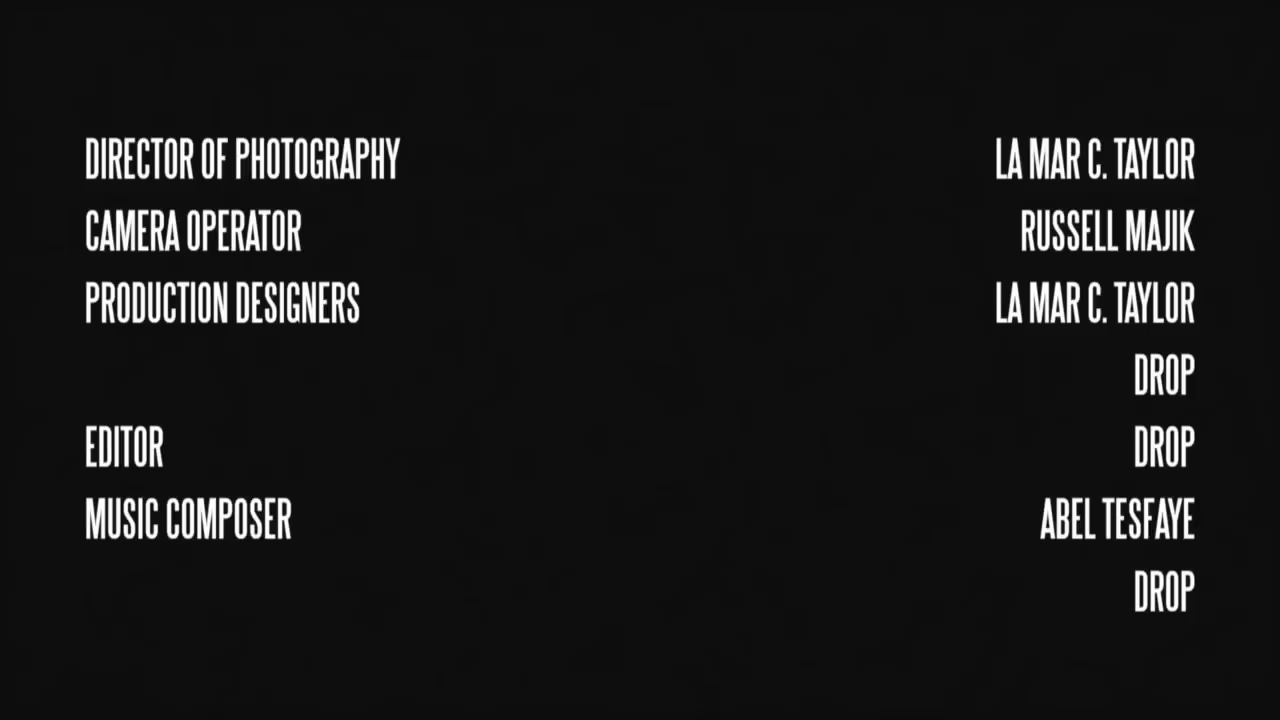 DIRECTOR OF PHOTOGRAPHY LA MAR C. TAYLOR
CAMERA OPERATOR RUSSELL MAJIK
PRODUCTION DESIGNERS LA MAR C. TAYLOR
DROP
EDITOR DROP
MUSIC COMPOSER ABEL TESFAYE
DROP